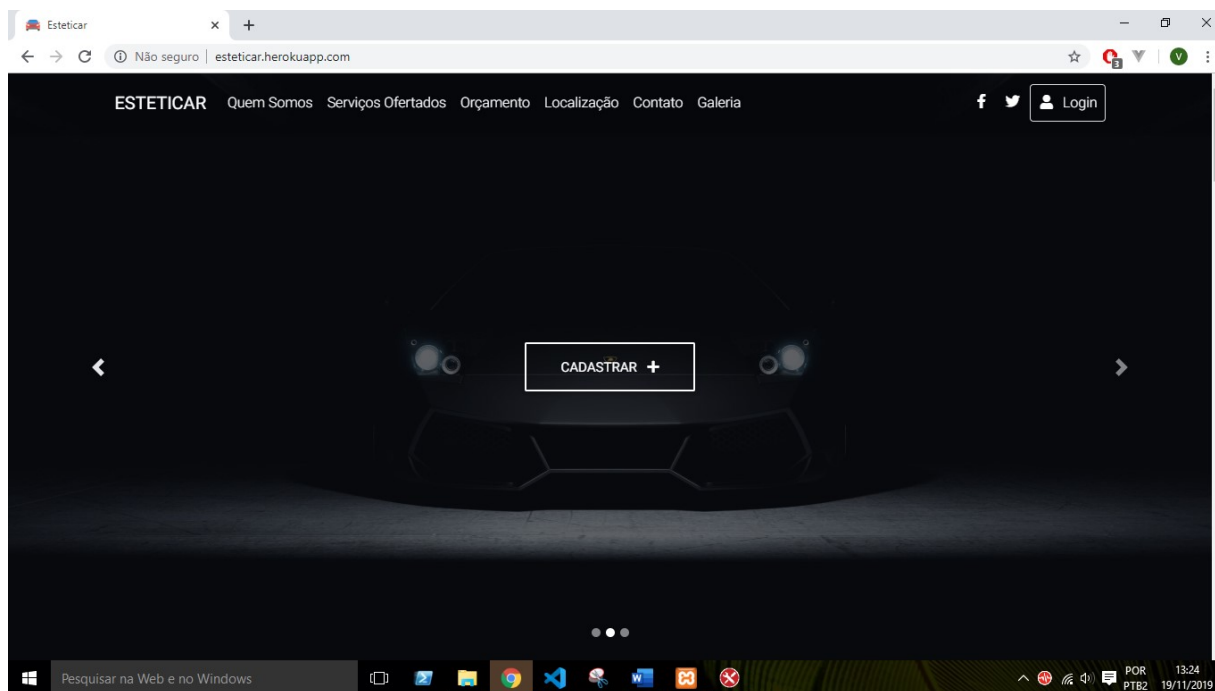 Esteticar
Não seguro | esteticar.herokuapp.com
3
V
ESTETICAR Quem Somos Serviços Ofertados Orçamento Localização Contato Galeria Login
CADASTRAR
Pesquisar na Web e no Windows
POR 13:24
PTB2 19/11/2019